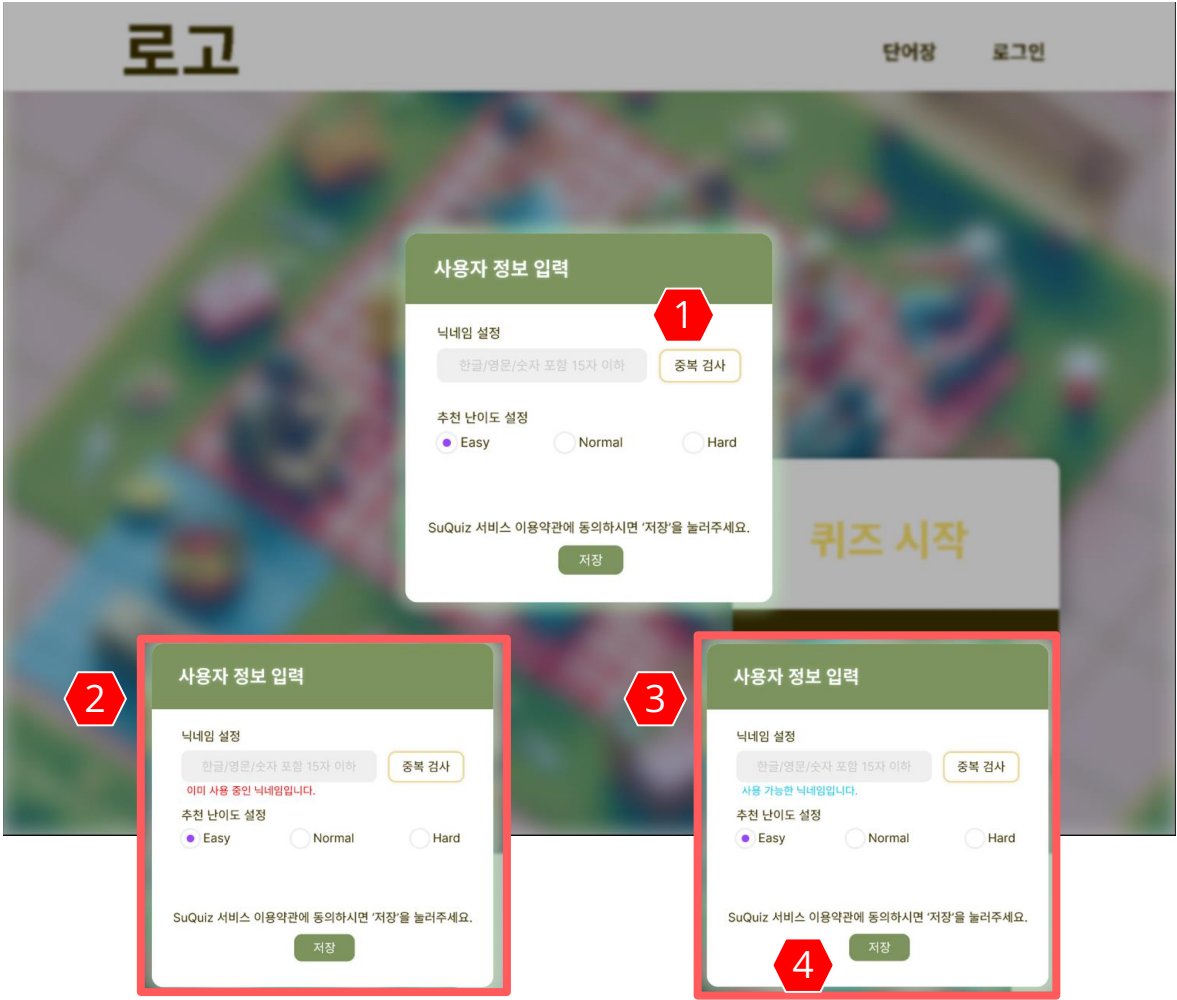 로고
단어장 로그인
사용자 정보 입력
1
닉네임 설정
한글/영문/숫자 포함 15자 이하 중복 검사
추천 난이도 설정
Easy Normal Hard
SuQuiz 서비스 이용약관에 동의하시면 ‘저장’을 눌러주세요.
저장
퀴즈 시작
2
사용자 정보 입력
닉네임 설정
한글/영문/숫자 포함 15자 이하 중복 검사
이미 사용 중인 닉네임입니다.
추천 난이도 설정
Easy Normal Hard
SuQuiz 서비스 이용약관에 동의하시면 ‘저장’을 눌러주세요.
저장
3
사용자 정보 입력
닉네임 설정
한글/영문/숫자 포함 15자 이하 중복 검사
사용 가능한 닉네임입니다.
추천 난이도 설정
Easy Normal Hard
SuQuiz 서비스 이용약관에 동의하시면 ‘저장’을 눌러주세요.
4 저장